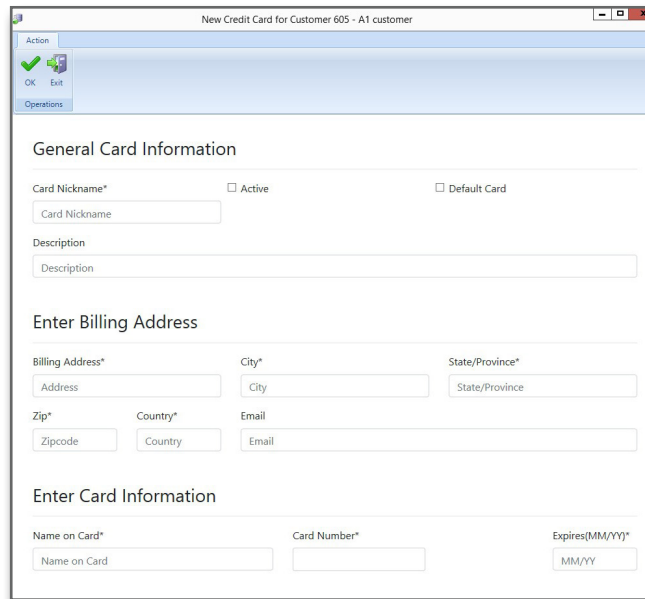 New Credit Card for Customer 605 - A1 customer
Action
OK Exit
Operations
General Card Information
Card Nickname* Active Default Card
Card Nickname
Description
Description
Enter Billing Address
Billing Address* City* State/Province*
Address City State/Province
Zip* Country* Email
Zipcode Country Email
Enter Card Information
Name on Card* Card Number* Expires(MM/YY)*
Name on Card MM/YY